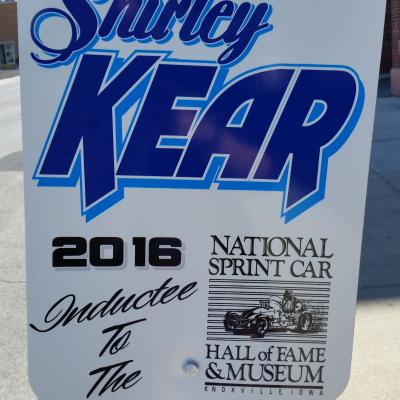 Shirley
KEAR
2016
Inductee
To
The
NATIONAL
SPRINT CAR
HALL of FAME
& MUSEUM
KNOXVILLE IOWA